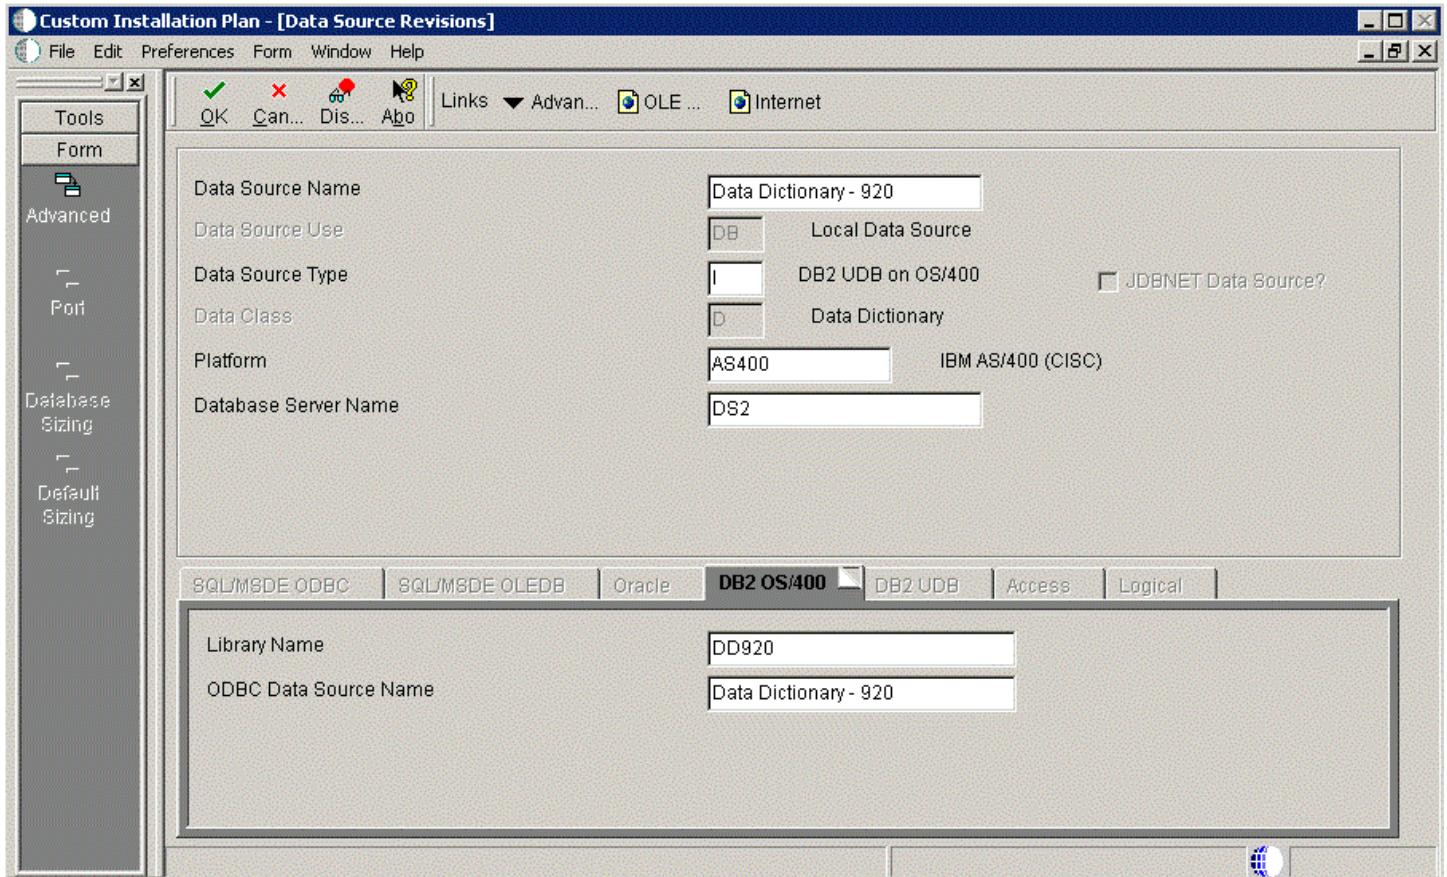 Custom Installation Plan - [Data Source Revisions]
File Edit Preferences Form Window Help
OK Can... Dis... Abo Links Advan... OLE ... Internet
Tools
Form
Advanced
Port
Database
Sizing
Default
Sizing
Data Source Name Data Dictionary - 920
Data Source Use DB Local Data Source
Data Source Type I DB2 UDB on OS/400 JDBNET Data Source?
Data Class D Data Dictionary
Platform AS400 IBM AS/400 (CISC)
Database Server Name DS2
SQL/MSDE ODBC SQL/MSDE OLEDB Oracle DB2 OS/400 DB2 UDB Access Logical
Library Name DD920
ODBC Data Source Name Data Dictionary - 920